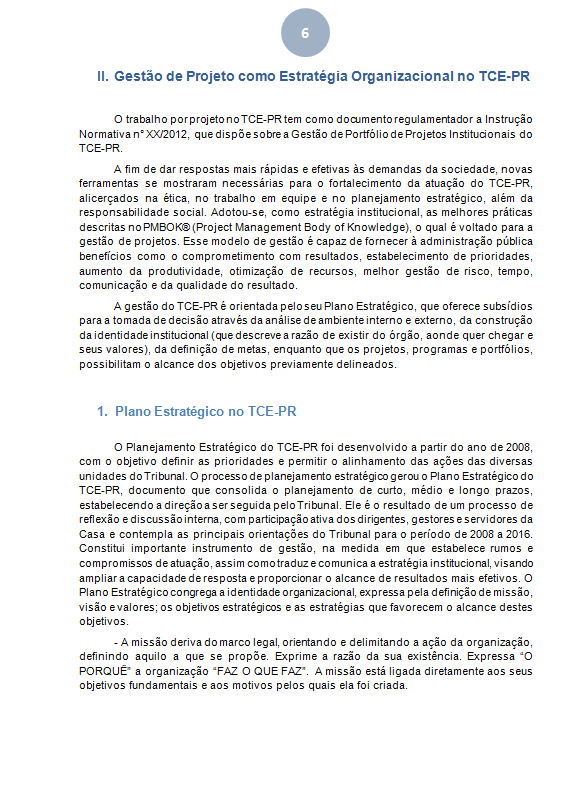 6
II. Gestão de Projeto como Estratégia Organizacional no TCE-PR
O trabalho por projeto no TCE-PR tem como documento regulamentador a Instrução
Normativa n° XX/2012, que dispõe sobre a Gestão de Portfólio de Projetos Institucionais do
TCE-PR.
A fim de dar respostas mais rápidas e efetivas às demandas da sociedade, novas
ferramentas se mostraram necessárias para o fortalecimento da atuação do TCE-PR,
alicerçados na ética, no trabalho em equipe e no planejamento estratégico, além da
responsabilidade social. Adotou-se, como estratégia institucional, as melhores práticas
descritas no PMBOK® (Project Management Body of Knowledge), o qual é voltado para a
gestão de projetos. Esse modelo de gestão é capaz de fornecer à administração pública
benefícios como o comprometimento com resultados, estabelecimento de prioridades,
aumento da produtividade, otimização de recursos, melhor gestão de risco, tempo,
comunicação e da qualidade do resultado.
A gestão do TCE-PR é orientada pelo seu Plano Estratégico, que oferece subsídios
para a tomada de decisão através da análise de ambiente interno e externo, da construção
da identidade institucional (que descreve a razão de existir do órgão, aonde quer chegar e
seus valores), da definição de metas, enquanto que os projetos, programas e portfólios,
possibilitam o alcance dos objetivos previamente delineados.
1. Plano Estratégico no TCE-PR
O Planejamento Estratégico do TCE-PR foi desenvolvido a partir do ano de 2008,
com o objetivo definir as prioridades e permitir o alinhamento das ações das diversas
unidades do Tribunal. O processo de planejamento estratégico gerou o Plano Estratégico do
TCE-PR, documento que consolida o planejamento de curto, médio e longo prazos,
estabelecendo a direção a ser seguida pelo Tribunal. Ele é o resultado de um processo de
reflexão e discussão interna, com participação ativa dos dirigentes, gestores e servidores da
Casa e contempla as principais orientações do Tribunal para o período de 2008 a 2016.
Constitui importante instrumento de gestão, na medida em que estabelece rumos e
compromissos de atuação, assim como traduz e comunica a estratégia institucional, visando
ampliar a capacidade de resposta e proporcionar o alcance de resultados mais efetivos. O
Plano Estratégico congrega a identidade organizacional, expressa pela definição de missão,
visão e valores; os objetivos estratégicos e as estratégias que favorecem o alcance destes
objetivos.
- A missão deriva do marco legal, orientando e delimitando a ação da organização,
definindo aquilo a que se propõe. Exprime a razão da sua existência. Expressa “O
PORQUÊ” a organização “FAZ O QUE FAZ”. A missão está ligada diretamente aos seus
objetivos fundamentais e aos motivos pelos quais ela foi criada.